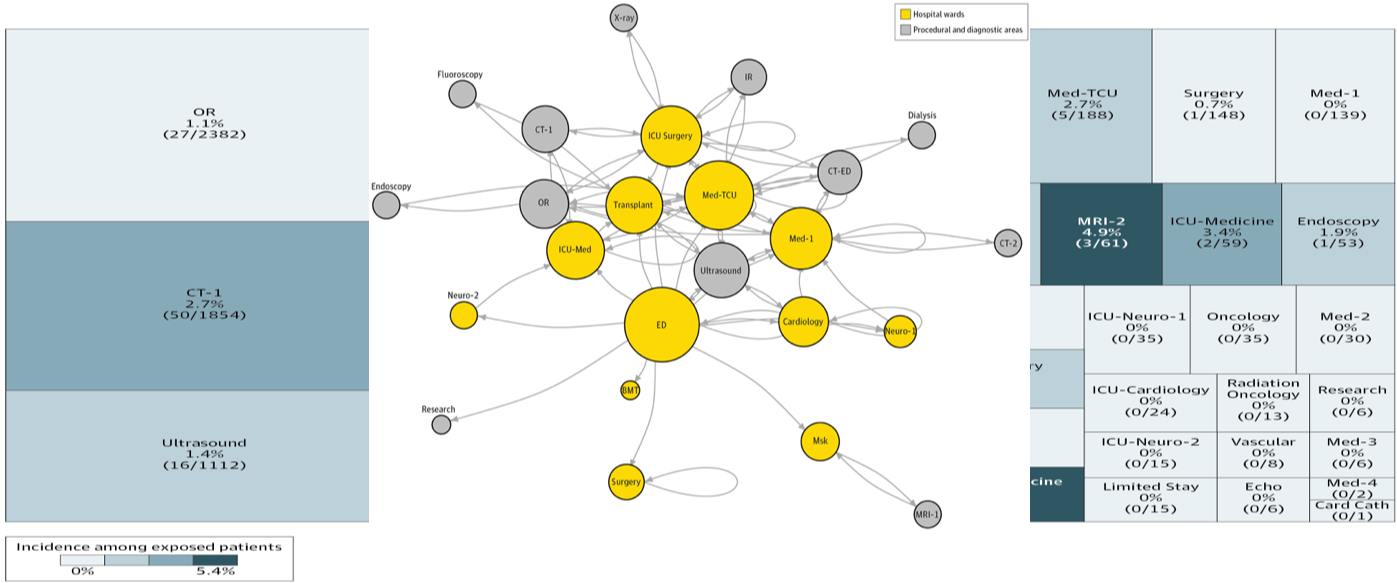 OR
1.1%
(27/2382)
CT-1
2.7%
(50/1854)
Ultrasound
1.4%
(16/1112)
Incidence among exposed patients
0%
5.4%
Hospital wards
Procedural and diagnostic areas
X-ray
IR
Fluoroscopy
CT-1
ICU Surgery
Dialysis
CT-ED
Endoscopy
OR
Transplant
Med-TCU
ICU-Med
Med-1
CT-2
Ultrasound
Neuro-2
ED
Cardiology
Neuro-1
BMT
Research
Msk
Surgery
MRI-1
Med-TCU
2.7%
(5/188)
Surgery
0.7%
(1/148)
Med-1
0%
(0/139)
MRI-2
4.9%
(3/61)
ICU-Medicine
3.4%
(2/59)
Endoscopy
1.9%
(1/53)
ry
cine
ICU-Neuro-1
0%
(0/35)
Oncology
0%
(0/35)
Med-2
0%
(0/30)
ICU-Cardiology
0%
(0/24)
Radiation
Oncology
0%
(0/13)
Research
0%
(0/6)
ICU-Neuro-2
0%
(0/15)
Vascular
0%
(0/8)
Med-3
0%
(0/6)
Limited Stay
0%
(0/15)
Echo
0%
(0/6)
Med-4
(0/2)
Card Cath
(0/1)